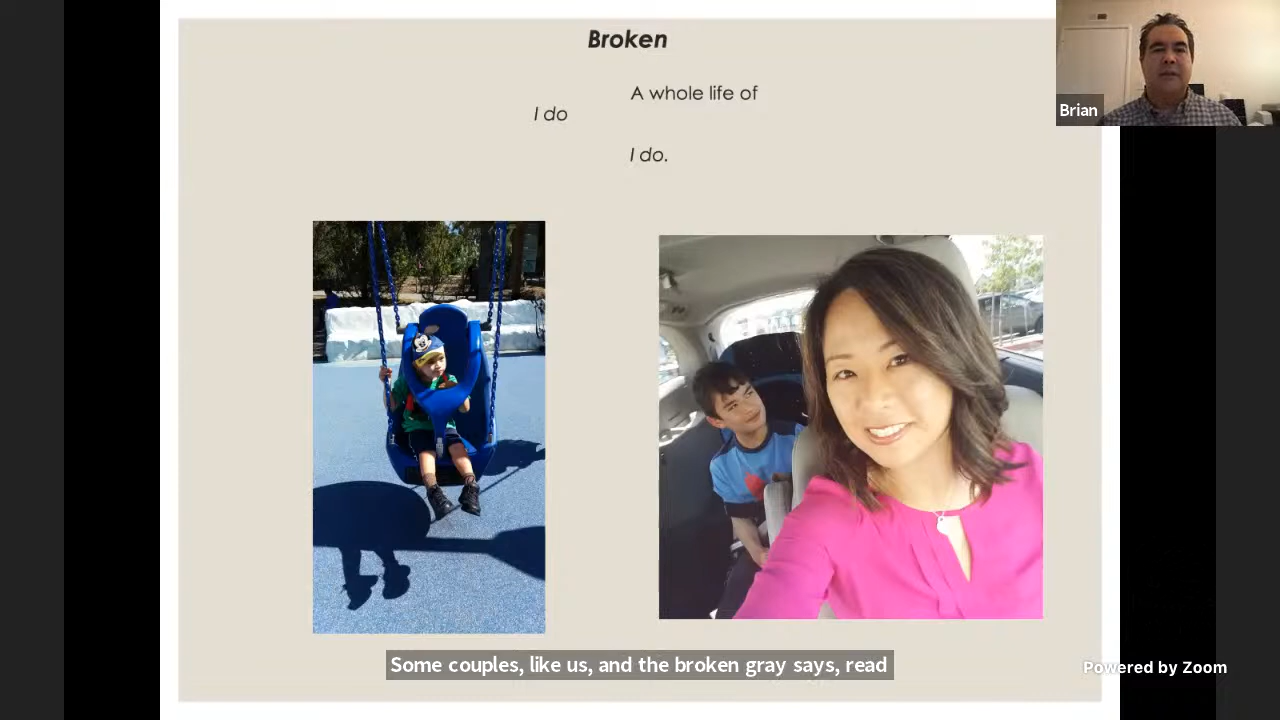 Broken
A whole life of
I do
I do.
Brian
Some couples, like us, and the broken gray says, read
Powered by Zoom